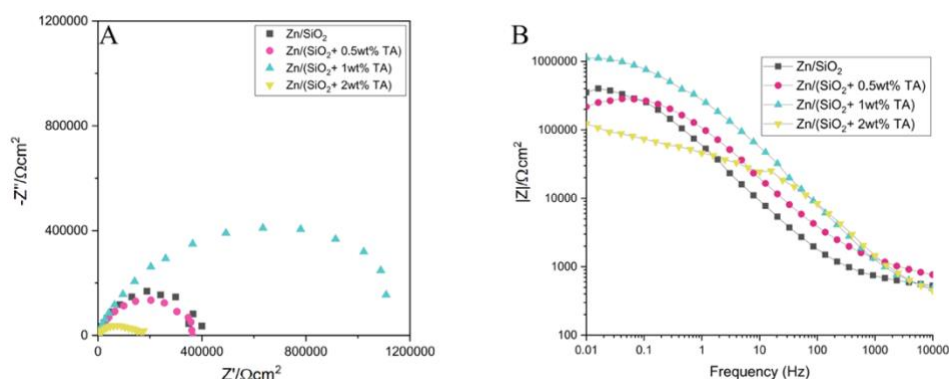 A
1200000
800000
400000
0
-Z''/Ωcm²
0
400000
800000
1200000
Z'/Ωcm²
Zn/SiO₂
Zn/(SiO₂+ 0.5wt% TA)
Zn/(SiO₂+ 1wt% TA)
Zn/(SiO₂+ 2wt% TA)
B
1000000
100000
10000
1000
100
|Z|/Ωcm²
0.01
0.1
1
10
100
1000
10000
Frequency (Hz)
Zn/SiO₂
Zn/(SiO₂+ 0.5wt% TA)
Zn/(SiO₂+ 1wt% TA)
Zn/(SiO₂+ 2wt% TA)